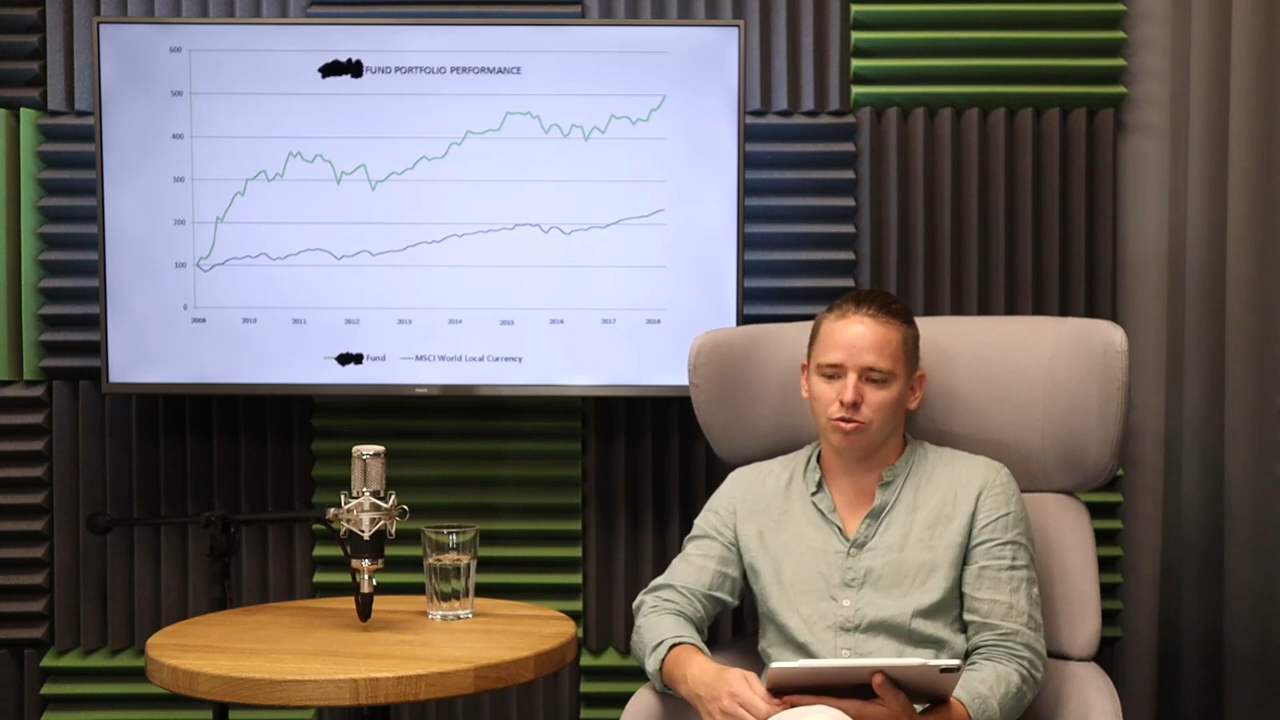 600
FUND PORTFOLIO PERFORMANCE
500
400
300
200
100
0
2009 2010 2011 2012 2013 2014 2015 2016 2017 2018
Fund MSCI World Local Currency